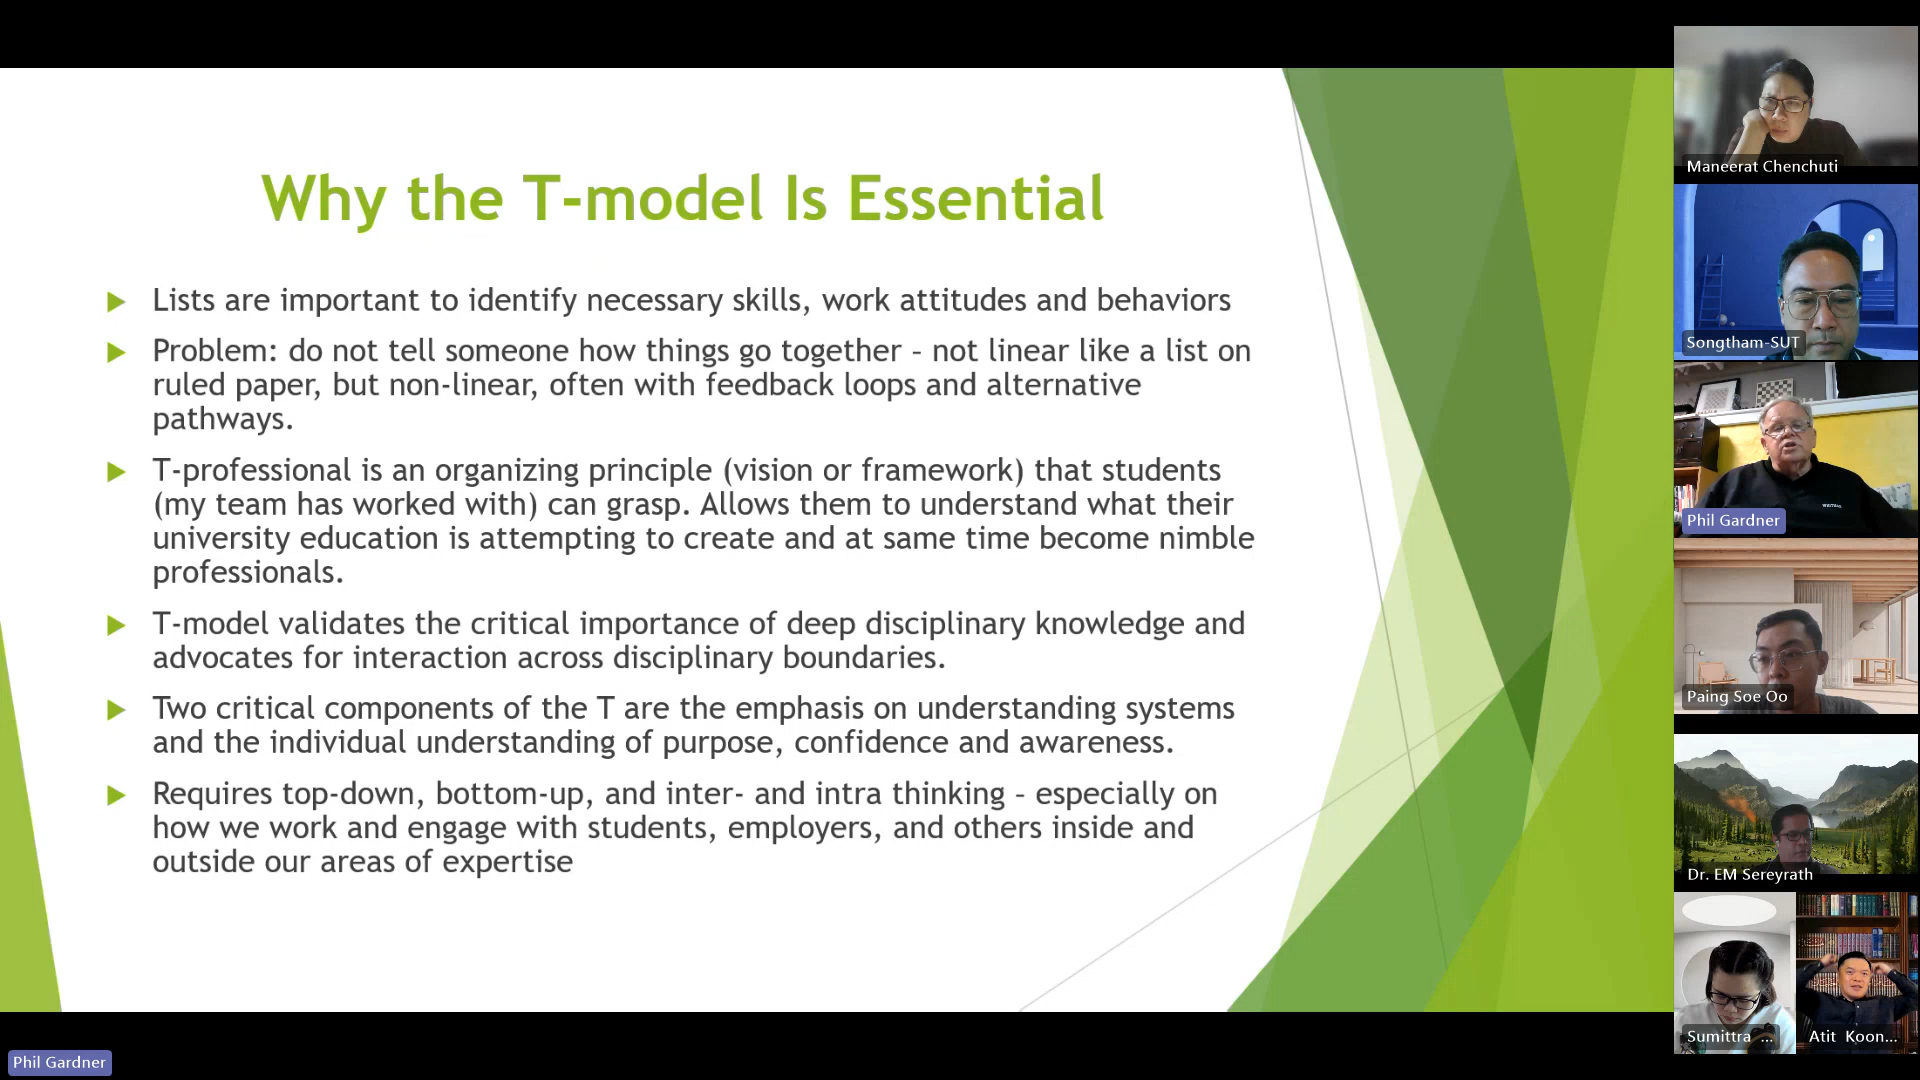 Why the T-model Is Essential
Lists are important to identify necessary skills, work attitudes and behaviors
Problem: do not tell someone how things go together – not linear like a list on
ruled paper, but non-linear, often with feedback loops and alternative
pathways.
T-professional is an organizing principle (vision or framework) that students
(my team has worked with) can grasp. Allows them to understand what their
university education is attempting to create and at same time become nimble
professionals.
T-model validates the critical importance of deep disciplinary knowledge and
advocates for interaction across disciplinary boundaries.
Two critical components of the T are the emphasis on understanding systems
and the individual understanding of purpose, confidence and awareness.
Requires top-down, bottom-up, and inter- and intra thinking – especially on
how we work and engage with students, employers, and others inside and
outside our areas of expertise
Maneerat Chenchuti
Songtham-SUT
Phil Gardner
Paing Soe Oo
Dr. EM Sereyrath
Sumittra ...
Atit Koon...
Phil Gardner